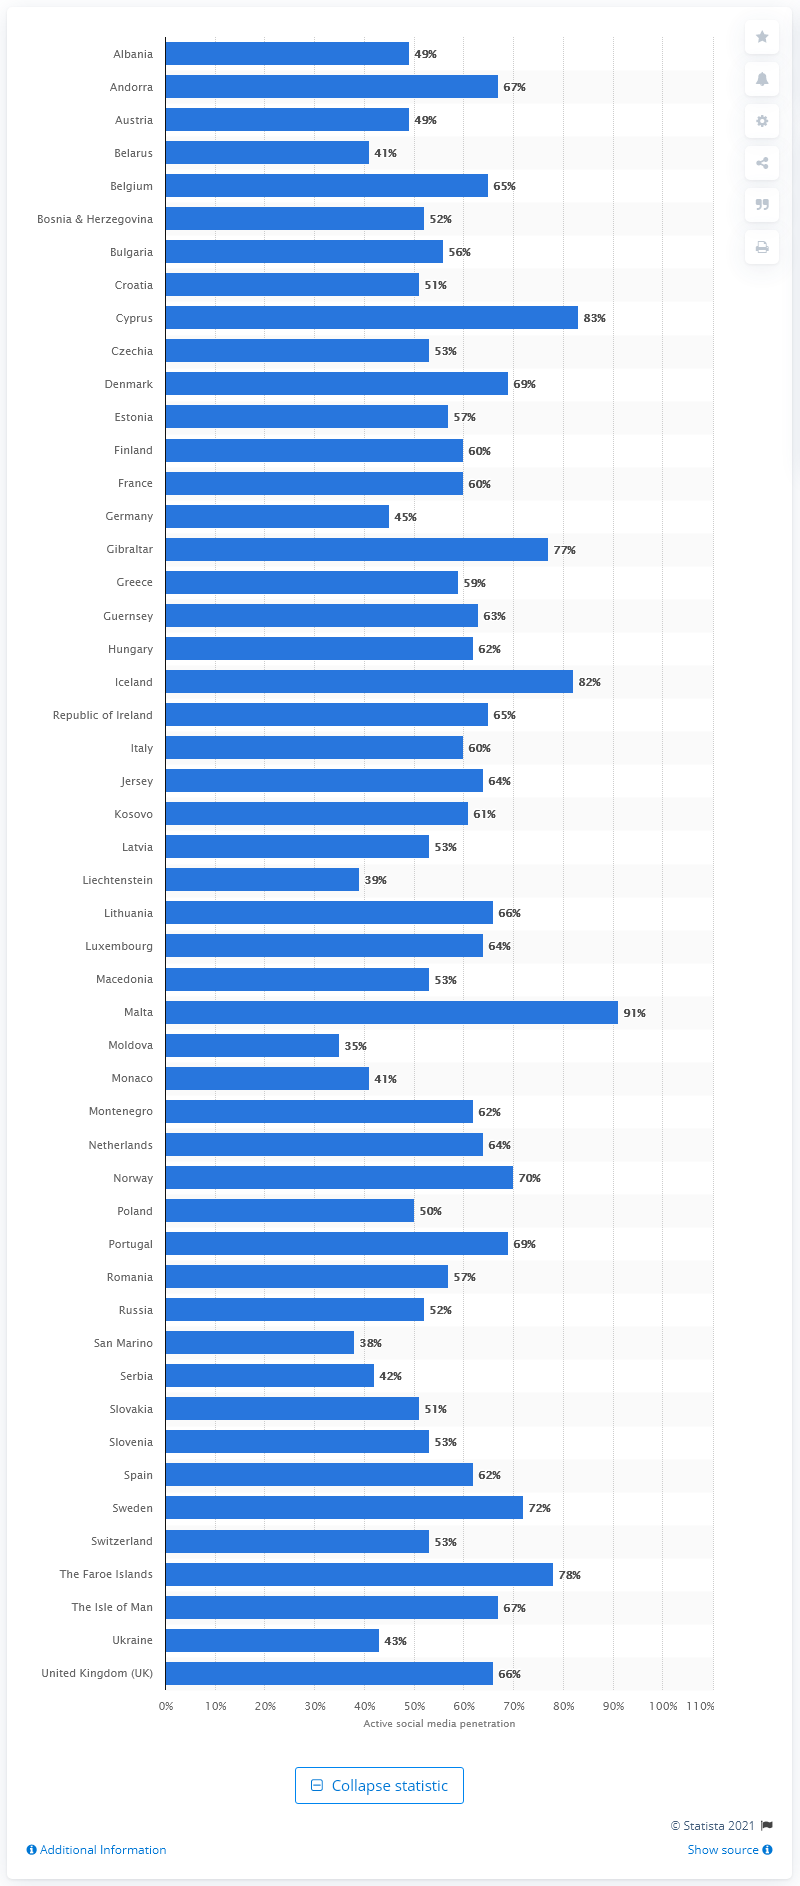 Albania 49%
Andorra 67%
Austria 49%
Belarus 41%
Belgium 65%
Bosnia & Herzegovina 52%
Bulgaria 56%
Croatia 51%
Cyprus 83%
Czechia 53%
Denmark 69%
Estonia 57%
Finland 60%
France 60%
Germany 45%
Gibraltar 77%
Greece 59%
Guernsey 63%
Hungary 62%
Iceland 82%
Republic of Ireland 65%
Italy 60%
Jersey 64%
Kosovo 61%
Latvia 53%
Liechtenstein 39%
Lithuania 66%
Luxembourg 64%
Macedonia 53%
Malta 91%
Moldova 35%
Monaco 41%
Montenegro 62%
Netherlands 64%
Norway 70%
Poland 50%
Portugal 69%
Romania 57%
Russia 52%
San Marino 38%
Serbia 42%
Slovakia 51%
Slovenia 53%
Spain 62%
Sweden 72%
Switzerland 53%
The Faroe Islands 78%
The Isle of Man 67%
Ukraine 43%
United Kingdom (UK) 66%
0% 10% 20% 30% 40% 50% 60% 70% 80% 90% 100% 110%
Active social media penetration
Collapse statistic
© Statista 2021
Additional Information Show source